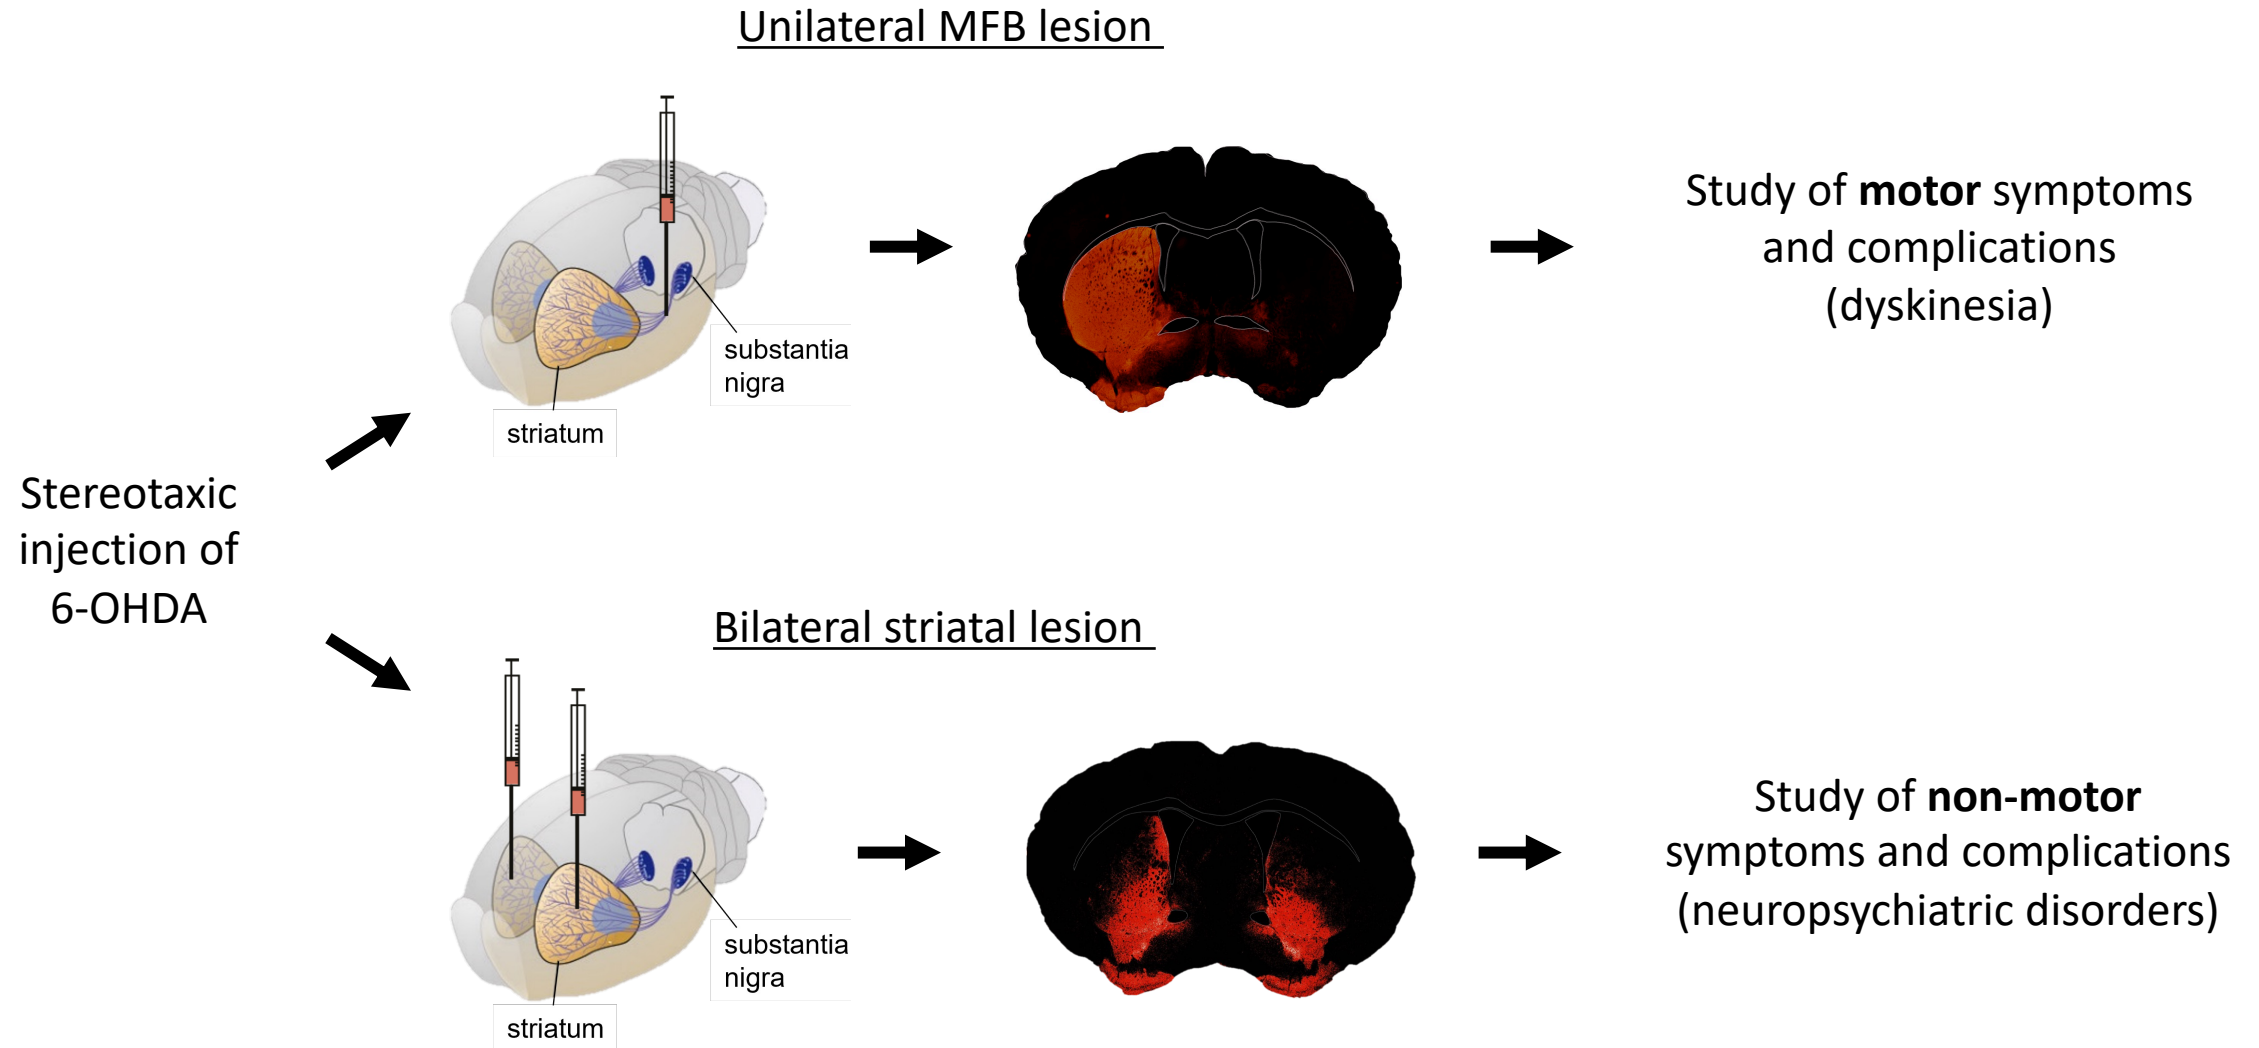 Unilateral MFB lesion
substantia
nigra
striatum
Study of motor symptoms
and complications
(dyskinesia)
Stereotaxic
injection of
6-OHDA
Bilateral striatal lesion
substantia
nigra
striatum
Study of non-motor
symptoms and complications
(neuropsychiatric disorders)